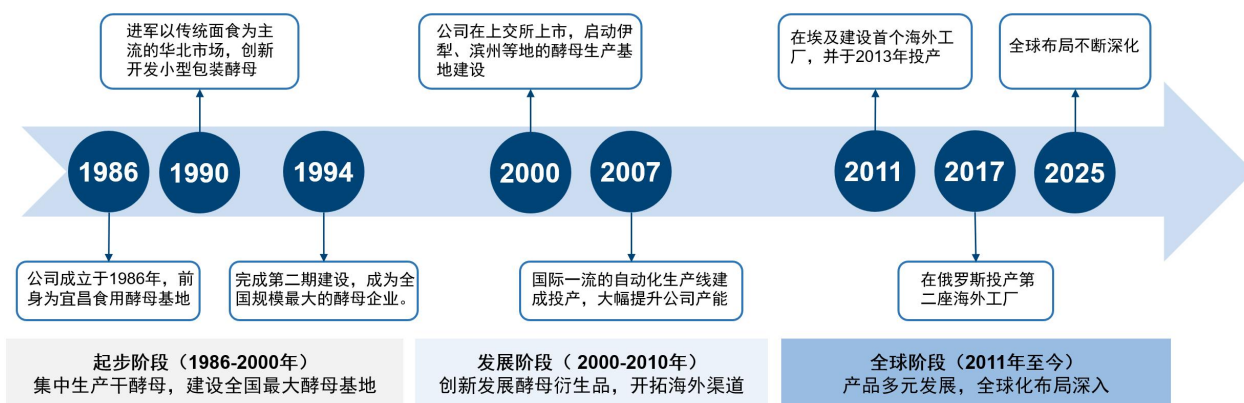 进军以传统面食为主
流的华北市场，创新
开发小型包装酵母
公司在上交所上市，启动伊
犁、滨州等地的酵母生产基
地建设
在埃及建设首个海外工
厂，并于2013年投产
全球布局不断深化
1986
1990
1994
2000
2007
2011
2017
2025
公司成立于1986年，前
身为宜昌食用酵母基地
完成第二期建设，成为全
国规模最大的酵母企业。
国际一流的自动化生产线建
成投产，大幅提升公司产能
在俄罗斯投产第
二座海外工厂
起步阶段（1986-2000年）
集中生产干酵母，建设全国最大酵母基地
发展阶段（ 2000-2010年）
创新发展酵母衍生品，开拓海外渠道
全球阶段（2011年至今）
产品多元发展，全球化布局深入